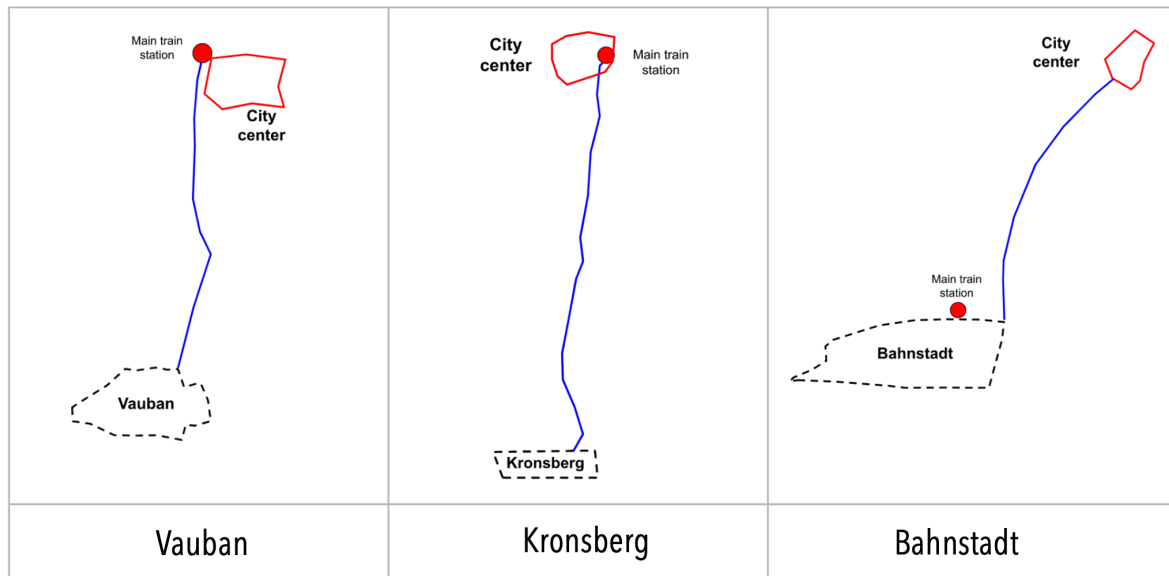 Main train
station
City
center
Vauban
City
center
Main train
station
Kronsberg
City
center
Main train
station
Bahnstadt
Vauban
Kronsberg
Bahnstadt